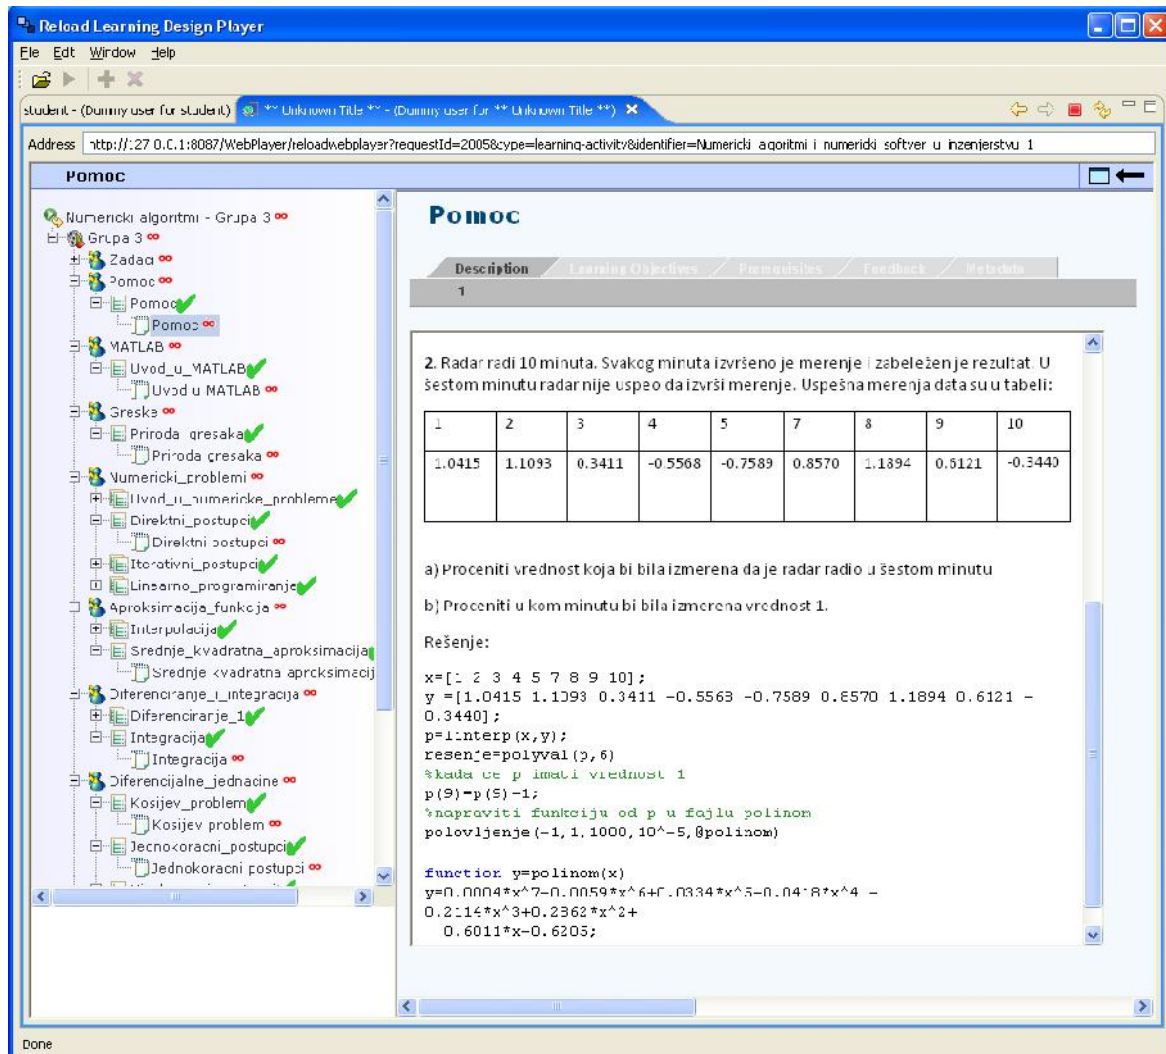 Reload Learning Design Player
File Edit Window Help
student - (Dummy user for student) ** Unknown Title ** - (Dummy user for ** Unknown Title **)
Address http://127.0.0.1:8087/WebPlayer/reloadwebplayer?requestId=2005&type=learning-activity&identifier=Numericki_agoritmi_i_numericki_softver_u_inzenjerstvu_1
Pomoc
Numericki algoritmi - Grupa 3
Grupa 3
Zadaci
Pomoc
Pomoc
Pomoc
MATLAB
Uvod_u_MATLAB
Uvod u MATLAB
Greske
Priroda_gresaka
Priroda gresaka
Numericki_problemi
Uvod_u_numericke_probleme
Direktni_postupci
Direktni postupci
Iterativni_postupci
Linearno_programiranje
Aproksimacija_funkcija
Interpolacija
Srednje_kvadratna_aproksimacija
Srednje kvadratna aproksimacij
Diferenciranje_i_integracija
Diferenciranje_1
Integracija
Integracija
Diferencijalne_jednacine
Kosijev_problem
Kosijev problem
Jednokoracni_postupci
Jednokoracni postupci
Pomoc
Description Learning Objectives Prerequisites Feedback Metadata
1
2. Radar radi 10 minuta. Svakog minuta izvršeno je merenje i zabeležen je rezultat. U
šestom minutu radar nije uspeo da izvrši merenje. Uspešna merenja data su u tabeli:
1 2 3 4 5 7 8 9 10
1.0415 1.1093 0.3411 -0.5568 -0.7589 0.8570 1.1894 0.6121 -0.3440
a) Proceniti vrednost koja bi bila izmerena da je radar radio u šestom minutu
b) Proceniti u kom minutu bi bila izmerena vrednost 1.
Rešenje:
x=[1 2 3 4 5 7 8 9 10];
y =[1.0415 1.1093 0.3411 -0.5568 -0.7589 0.8570 1.1894 0.6121 -
0.3440];
p=linterp(x,y);
resenje=polyval(p,6)
%kada ce p imati vrednost 1
p(9)=p(9)-1;
%napraviti funkciju od p u fajlu polinom
polovljenje(-1,1,1000,10^-5,@polinom)
function y=polinom(x)
y=0.0004*x^7-0.0059*x^6+0.0334*x^5-0.0418*x^4 -
0.2114*x^3+0.2362*x^2+
0.6011*x-0.6205;
Done